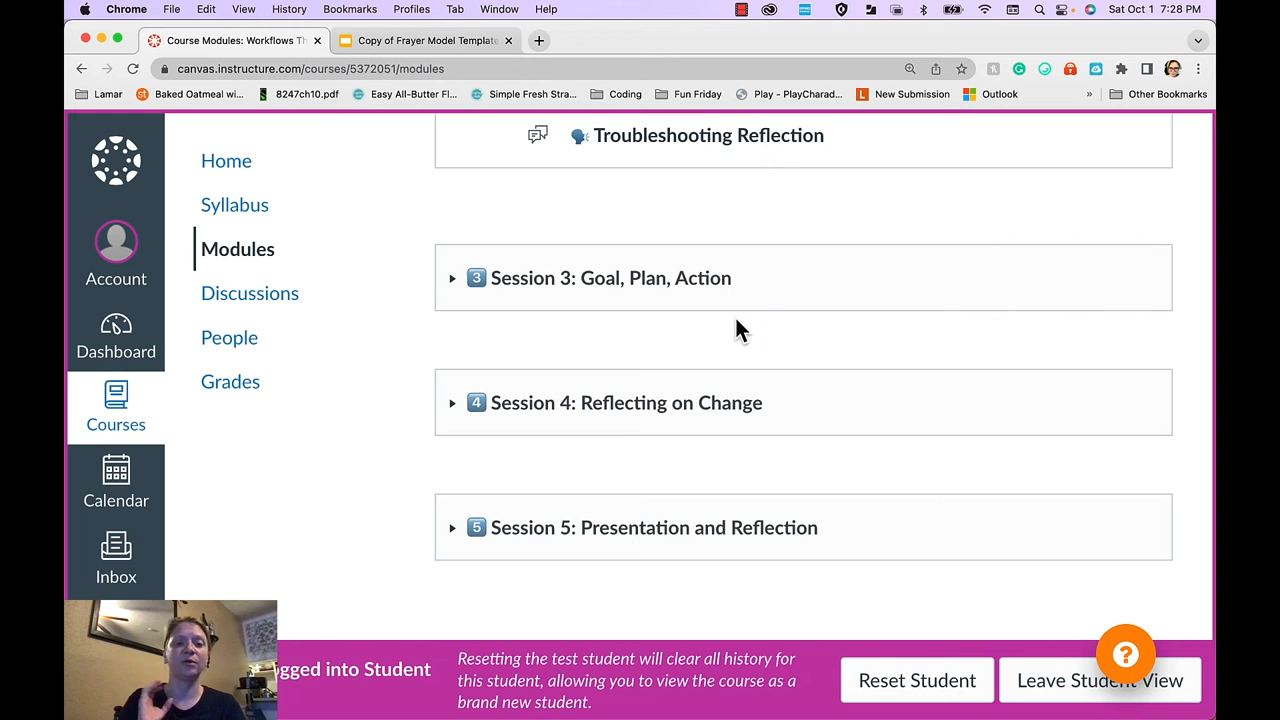 Chrome File Edit View History Bookmarks Profiles Tab Window Help Sat Oct 1 7:28 PM
Course Modules: Workflows Th
Copy of Frayer Model Template
canvas.instructure.com/courses/5372051/modules
Lamar Baked Oatmeal wi... 8247ch10.pdf Easy All-Butter Fl... Simple Fresh Stra... Coding Fun Friday Play - PlayCharad... New Submission Outlook » Other Bookmarks
Account
Dashboard
Courses
Calendar
Inbox
Home
Syllabus
Modules
Discussions
People
Grades
Troubleshooting Reflection
3 Session 3: Goal, Plan, Action
4 Session 4: Reflecting on Change
5 Session 5: Presentation and Reflection
gged into Student
Resetting the test student will clear all history for
this student, allowing you to view the course as a
brand new student.
Reset Student
Leave Student View